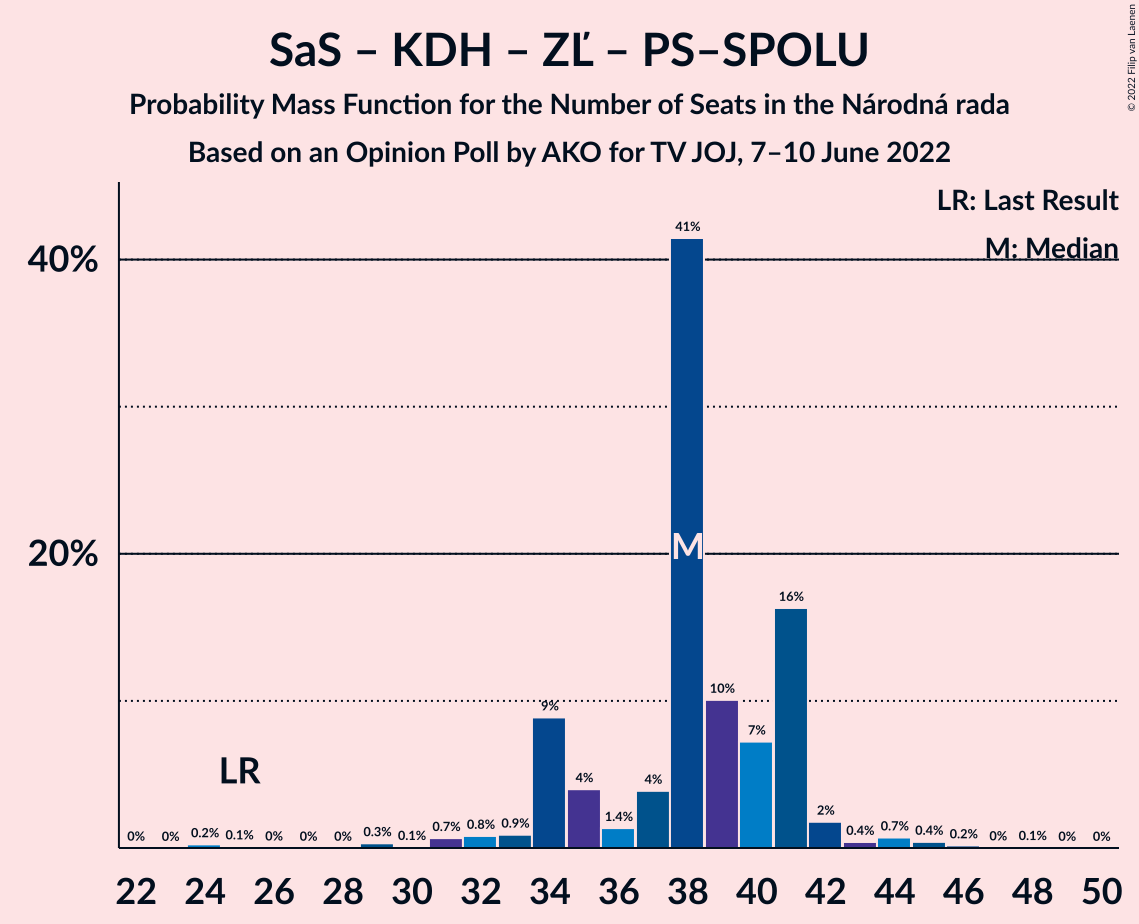 SaS – KDH – ZĽ – PS–SPOLU
Probability Mass Function for the Number of Seats in the Národná rada
Based on an Opinion Poll by AKO for TV JOJ, 7–10 June 2022
© 2022 Filip van Laenen
LR: Last Result
M: Median
40%
20%
LR
M
0% 0% 0.2% 0.1% 0% 0% 0% 0.3% 0.1% 0.7% 0.8% 0.9% 9% 4% 1.4% 4% 41% 10% 7% 16% 2% 0.4% 0.7% 0.4% 0.2% 0% 0.1% 0% 0%
22 24 26 28 30 32 34 36 38 40 42 44 46 48 50